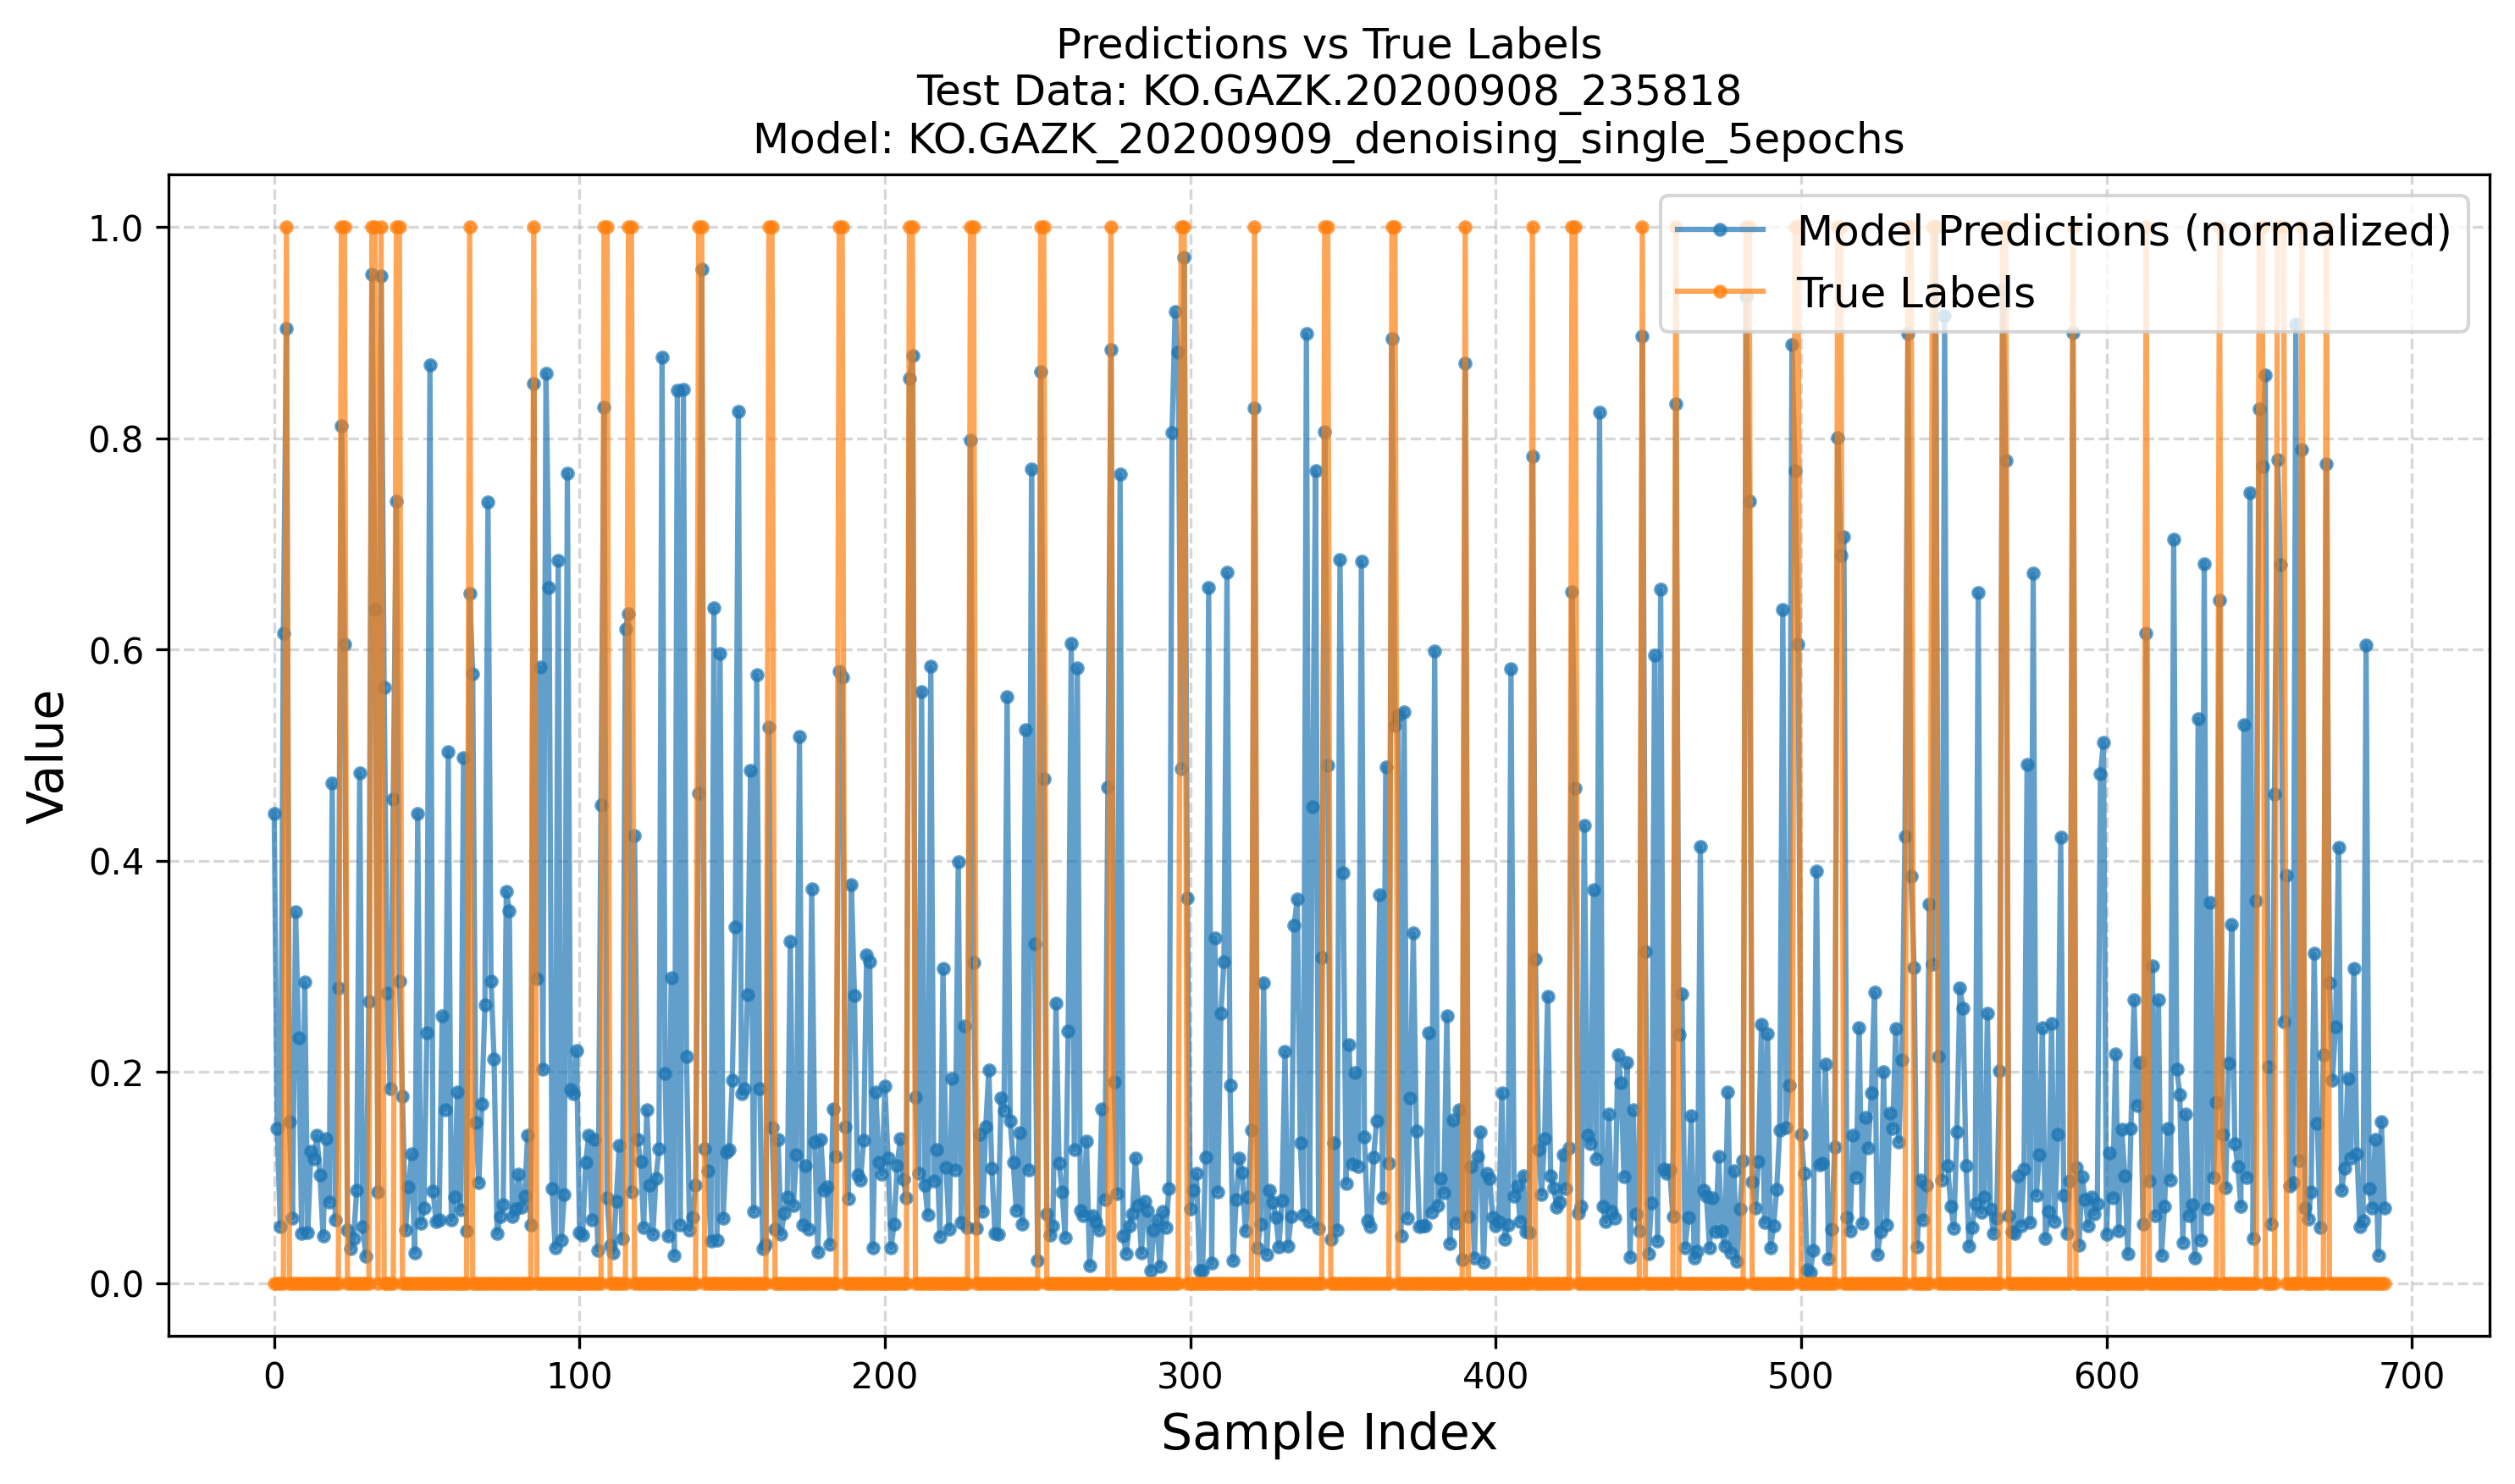 Predictions vs True Labels
Test Data: KO.GAZK.20200908_235818
Model: KO.GAZK_20200909_denoising_single_5epochs
Model Predictions (normalized)
True Labels
Value
1.0
0.8
0.6
0.4
0.2
0.0
0 100 200 300 400 500 600 700
Sample Index